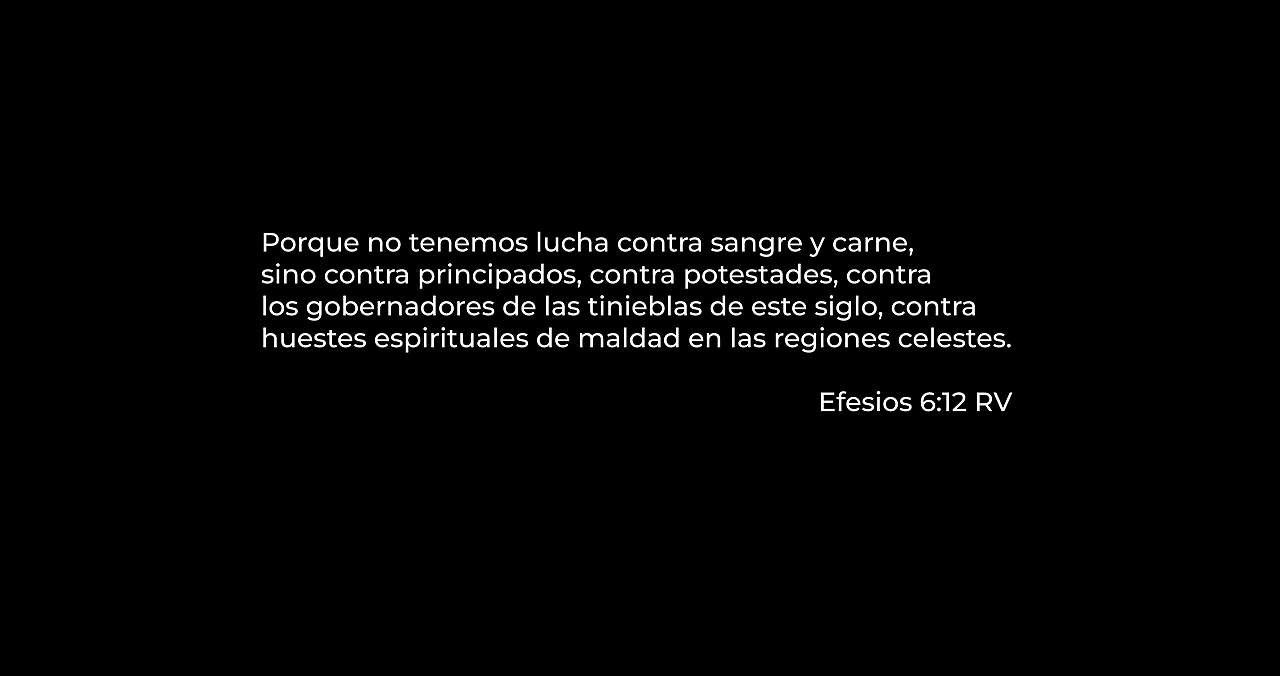 Porque no tenemos lucha contra sangre y carne,
sino contra principados, contra potestades, contra
los gobernadores de las tinieblas de este siglo, contra
huestes espirituales de maldad en las regiones celestes.
Efesios 6:12 RV